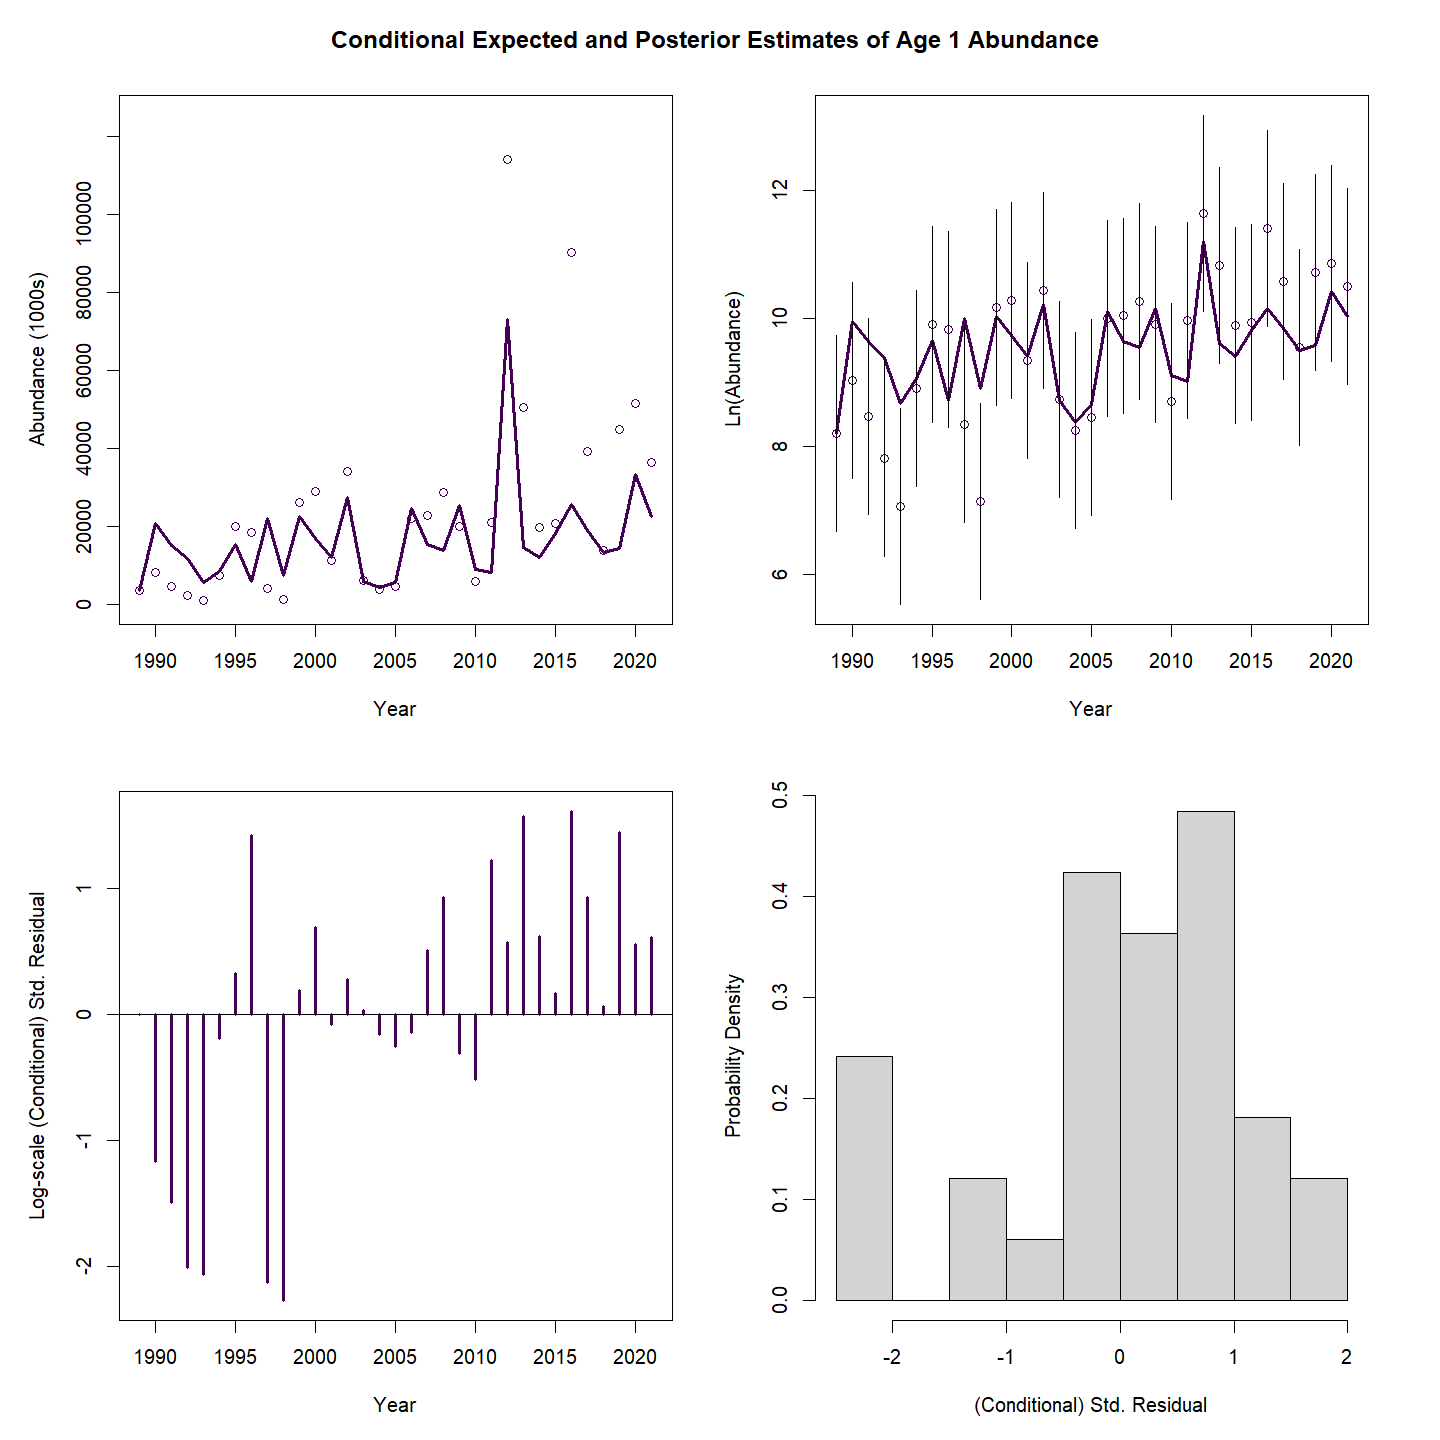 Conditional Expected and Posterior Estimates of Age 1 Abundance
Abundance (1000s)
0 20000 40000 60000 80000 100000
1990 1995 2000 2005 2010 2015 2020
Year
Ln(Abundance)
6 8 10 12
1990 1995 2000 2005 2010 2015 2020
Year
Log-scale (Conditional) Std. Residual
-2 -1 0 1
1990 1995 2000 2005 2010 2015 2020
Year
Probability Density
0.0 0.1 0.2 0.3 0.4 0.5
-2 -1 0 1 2
(Conditional) Std. Residual